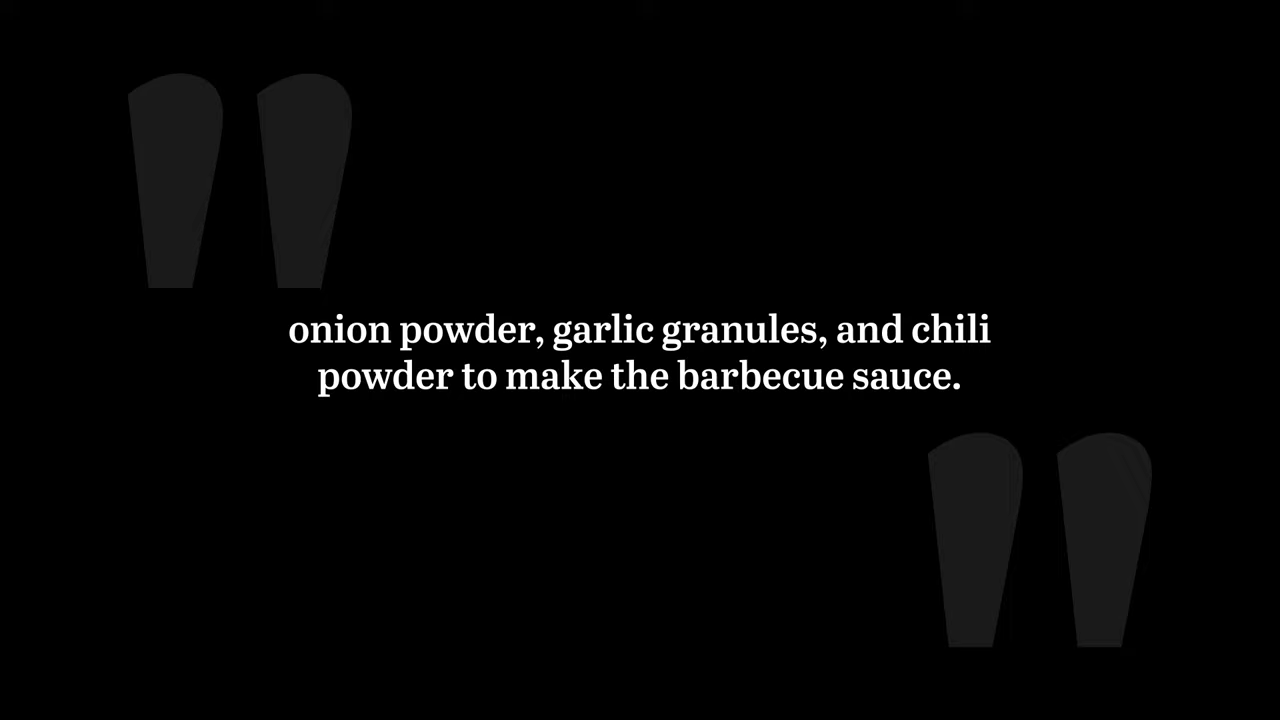 onion powder, garlic granules, and chili
powder to make the barbecue sauce.